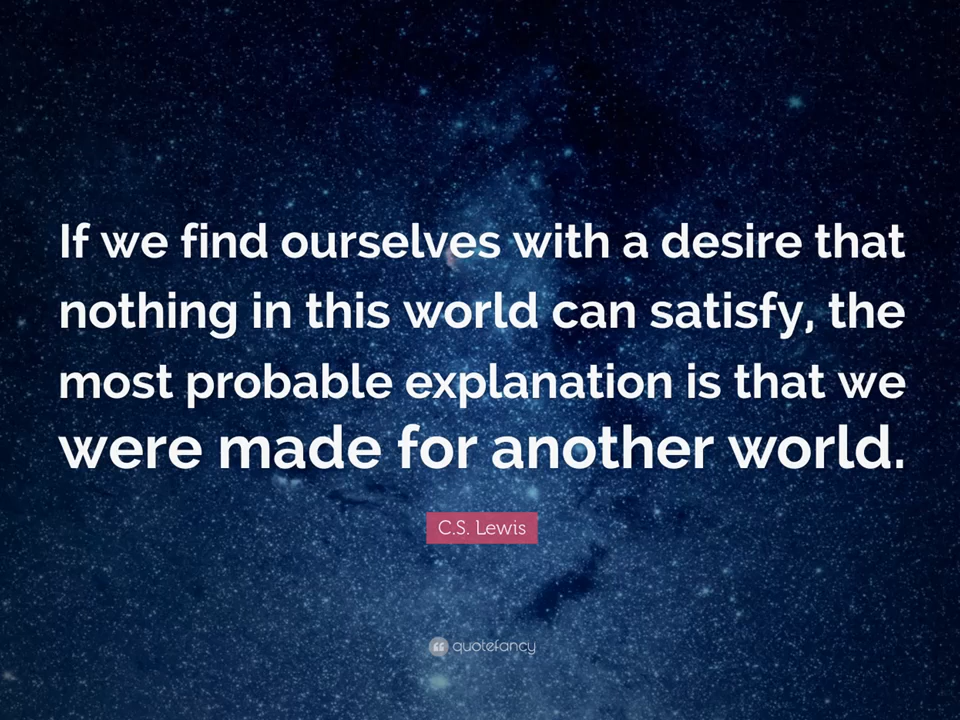 If we find ourselves with a desire that
nothing in this world can satisfy, the
most probable explanation is that we
were made for another world.
C.S. Lewis
quotefancy